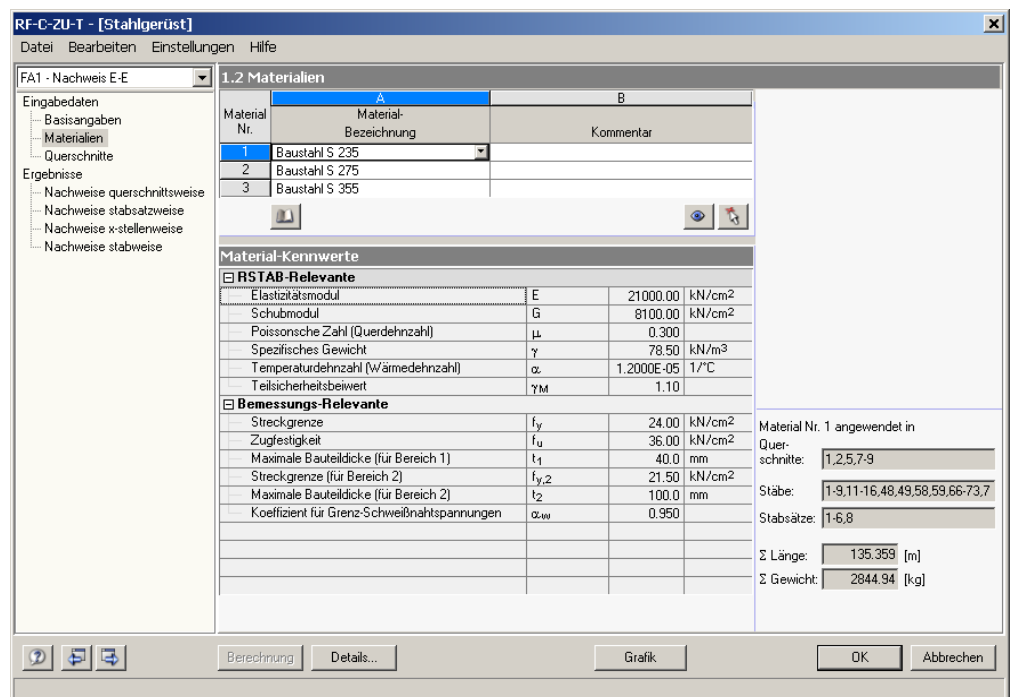 RF-C-ZU-T - [Stahlgerüst]
Datei Bearbeiten Einstellungen Hilfe
FA1 - Nachweis E-E
Eingabedaten
Basisangaben
Materialien
Querschnitte
Ergebnisse
Nachweise querschnittsweise
Nachweise stabsatzweise
Nachweise x-stellenweise
Nachweise stabweise
1.2 Materialien
A B
Material Nr. Material-Bezeichnung Kommentar
1 Baustahl S 235
2 Baustahl S 275
3 Baustahl S 355
Material-Kennwerte
RSTAB-Relevante
Elastizitätsmodul E 21000.00 kN/cm2
Schubmodul G 8100.00 kN/cm2
Poissonsche Zahl (Querdehnzahl) μ 0.300
Spezifisches Gewicht γ 78.50 kN/m3
Temperaturdehnzahl (Wärmedehnzahl) α 1.2000E-05 1/°C
Teilsicherheitsbeiwert γM 1.10
Bemessungs-Relevante
Streckgrenze fy 24.00 kN/cm2
Zugfestigkeit fu 36.00 kN/cm2
Maximale Bauteildicke (für Bereich 1) t1 40.0 mm
Streckgrenze (für Bereich 2) fy,2 21.50 kN/cm2
Maximale Bauteildicke (für Bereich 2) t2 100.0 mm
Koeffizient für Grenz-Schweißnahtspannungen αw 0.950
Material Nr. 1 angewendet in
Quer-
schnitte: 1,2,5,7-9
Stäbe: 1-9,11-16,48,49,58,59,66-73,7
Stabsätze: 1-6,8
Σ Länge: 135.359 [m]
Σ Gewicht: 2844.94 [kg]
Berechnung Details... Grafik OK Abbrechen